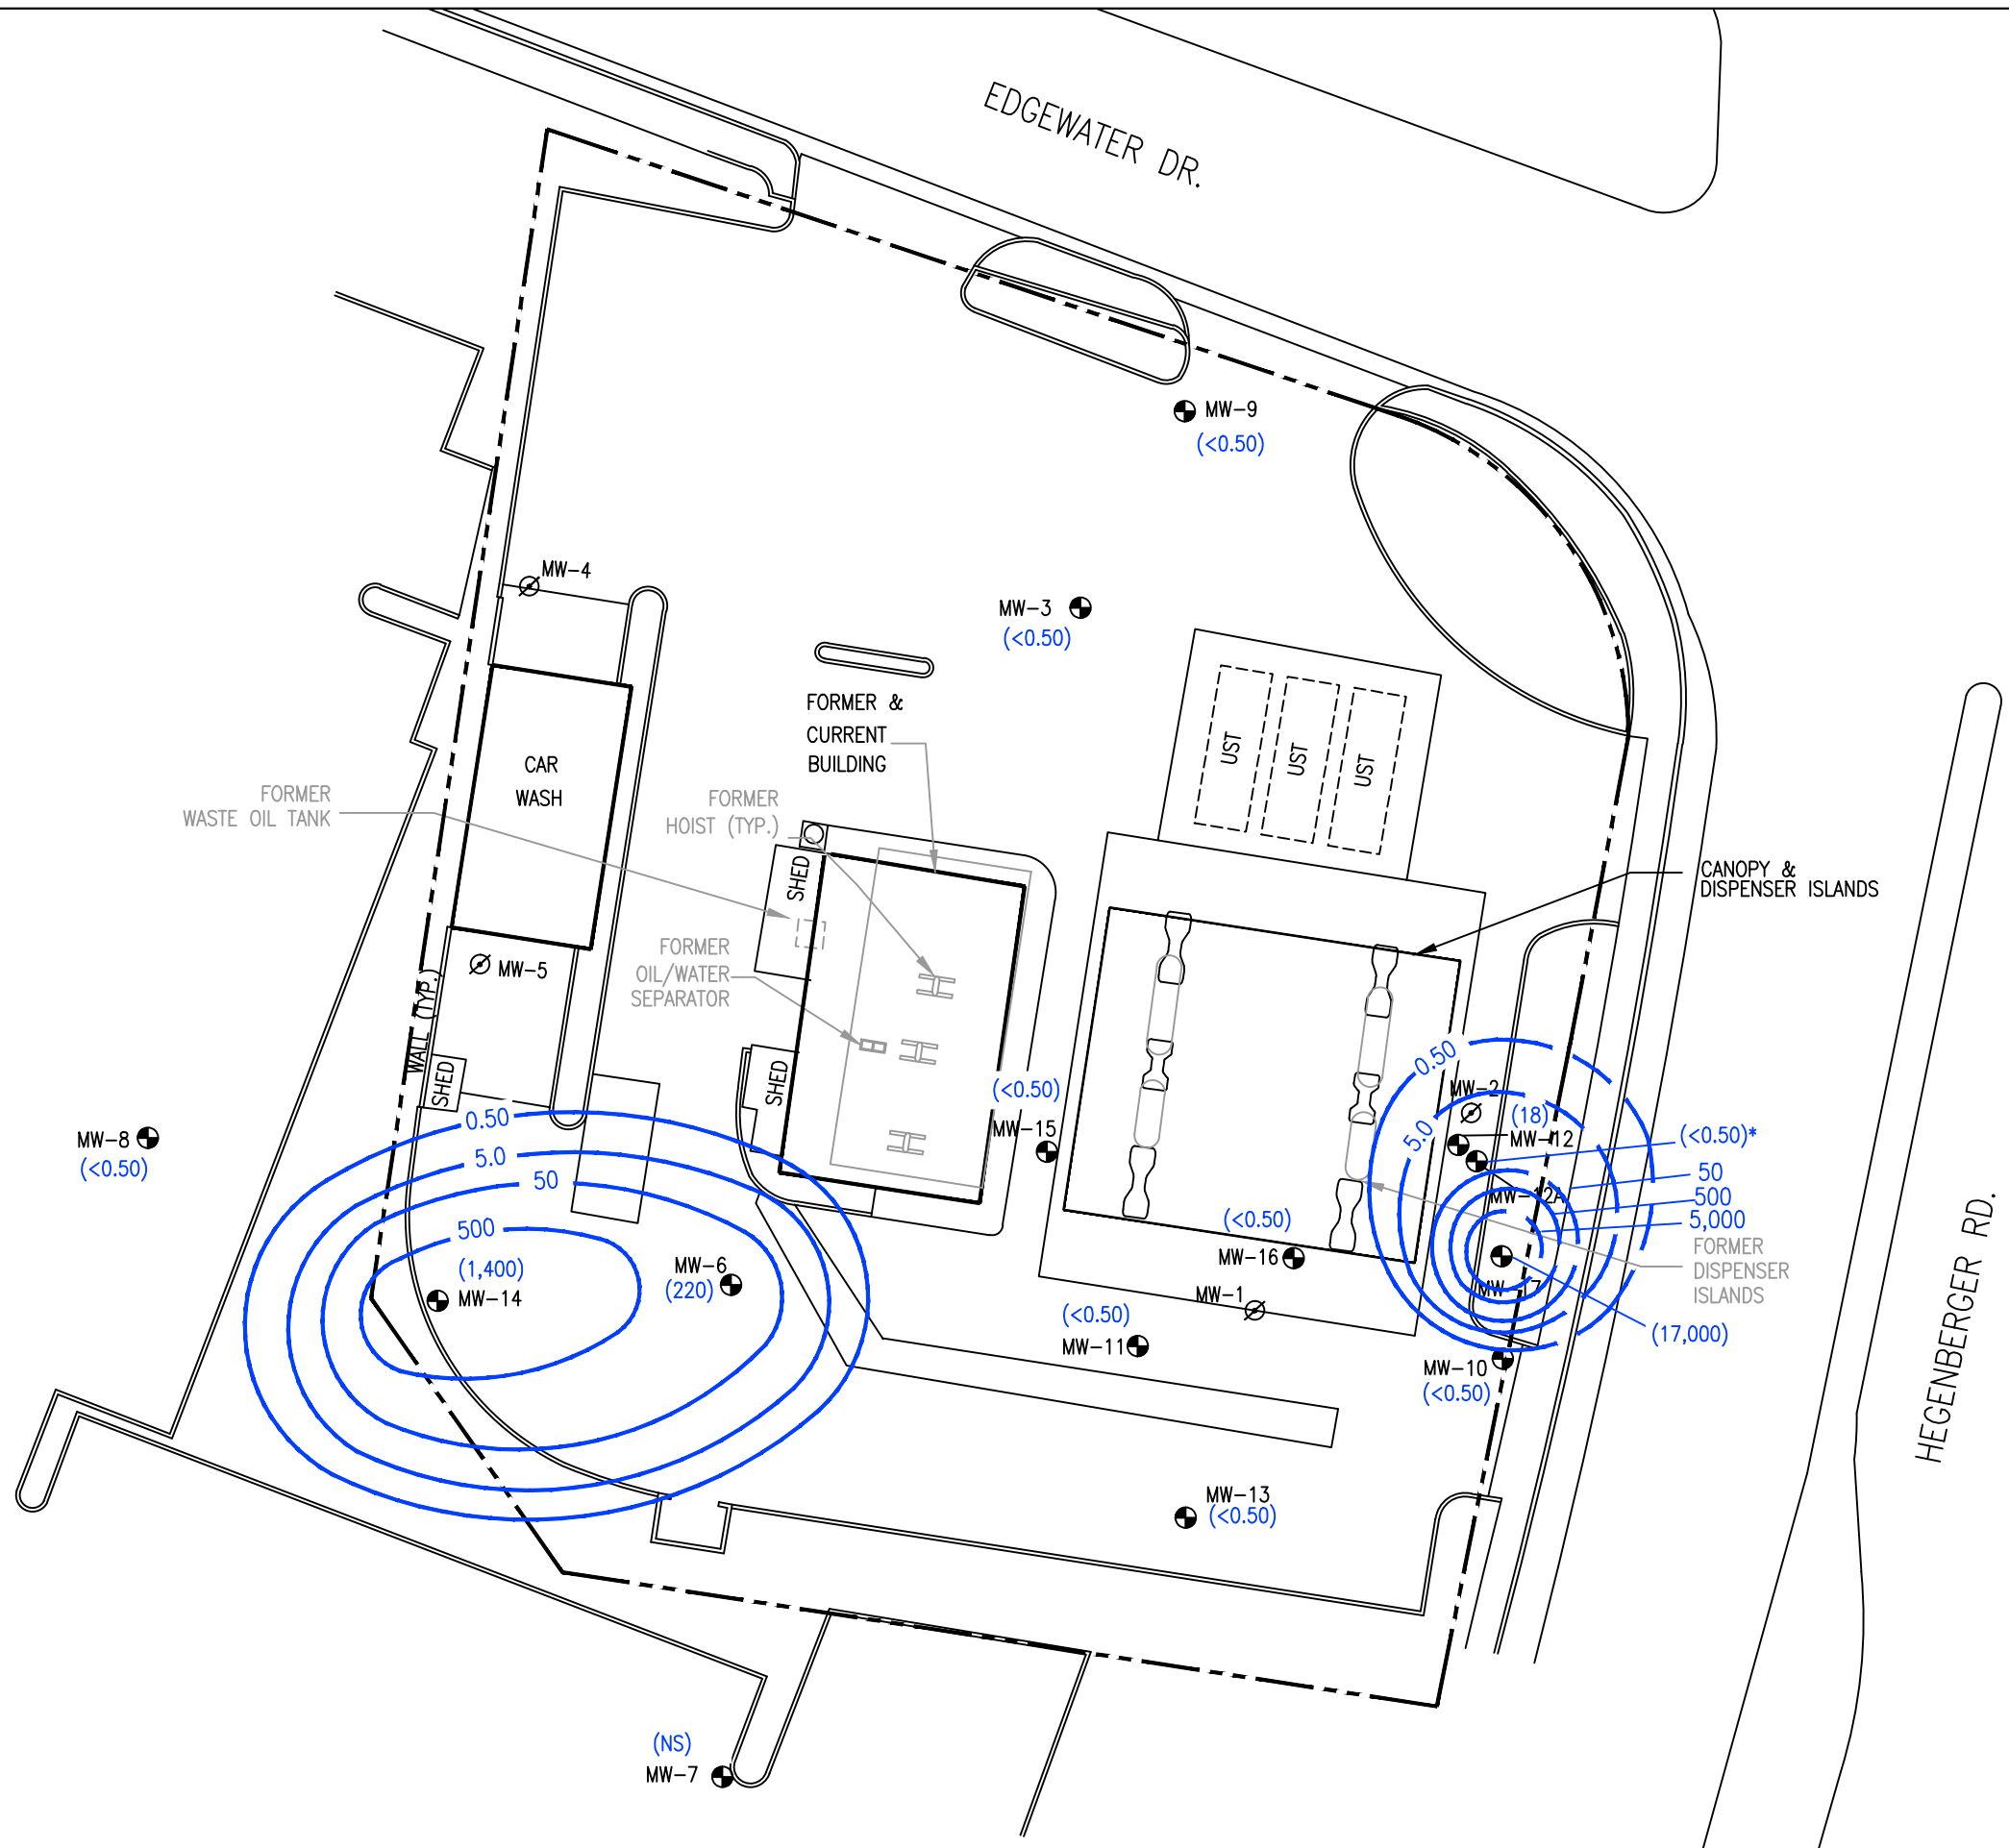 EDGEWATER DR.
MW-9
(<0.50)
MW-4
MW-3
(<0.50)
FORMER &
CURRENT
BUILDING
UST
UST
UST
CAR
WASH
FORMER
WASTE OIL TANK
FORMER
HOIST (TYP.)
SHED
CANOPY &
DISPENSER ISLANDS
FORMER
OIL/WATER
SEPARATOR
MW-5
WALL (TYP.)
SHED
SHED
(<0.50)
MW-15
0.50
MW-2
(18)
MW-12
5.0
(<0.50)*
50
500
5,000
MW-12A
MW-8
(<0.50)
0.50
5.0
50
500
(1,400)
MW-14
MW-6
(220)
(<0.50)
MW-16
MW-1
(<0.50)
MW-11
FORMER
DISPENSER
ISLANDS
MW-17
(17,000)
MW-10
(<0.50)
HEGENBERGER RD.
MW-13
(<0.50)
(NS)
MW-7